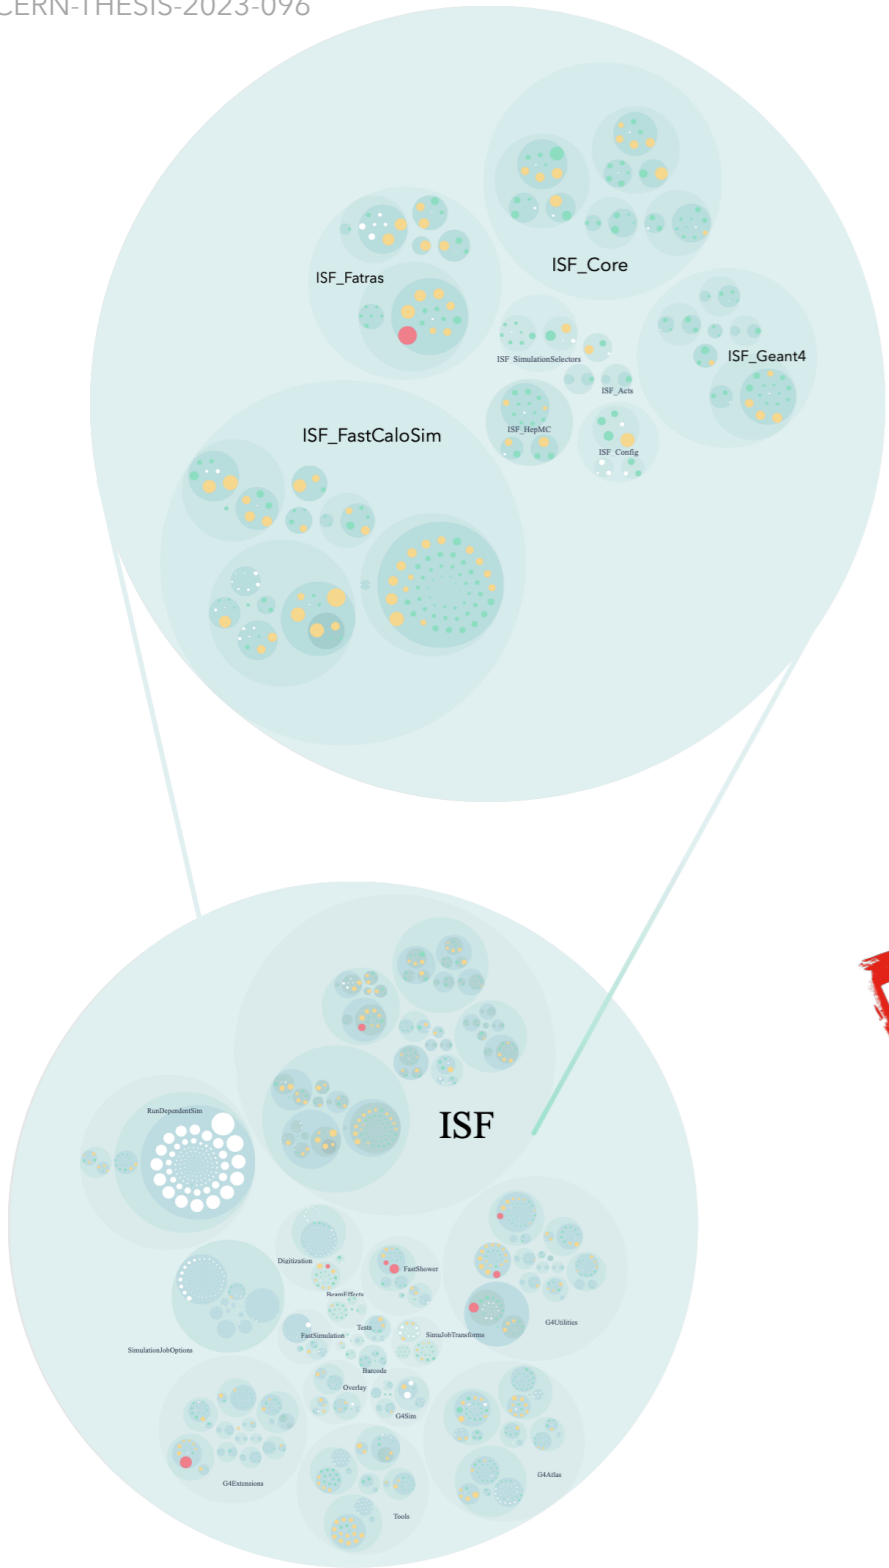 CERN-THESIS-2023-096
ISF_Core
ISF_Fatras
ISF_Geant4
ISF_SimulationSelectors
ISF_Acts
ISF_FastCaloSim
ISF_HepMC
ISF_Config
RunDependentSim
ISF
Digitization
FastShower
BeamEffects
G4Utilities
Tests
FastSimulation
SimuJobTransforms
SimulationJobOptions
Barcode
Overlay
G4Sim
G4Extensions
G4Atlas
Tools